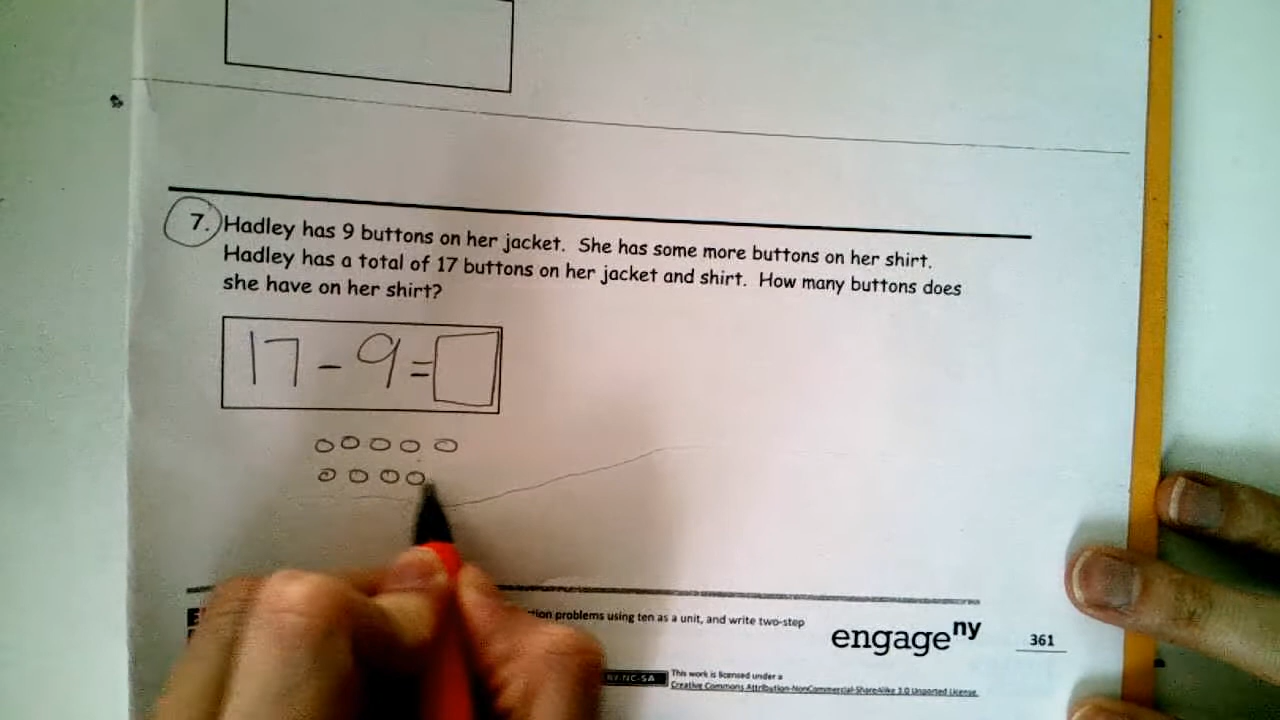 7. Hadley has 9 buttons on her jacket. She has some more buttons on her shirt.
Hadley has a total of 17 buttons on her jacket and shirt. How many buttons does
she have on her shirt?
17 - 9 =
problems using ten as a unit, and write two-step
engage ny
361
This work is licensed under a
Creative Commons Attribution-NonCommercial-ShareAlike 3.0 Unported License.